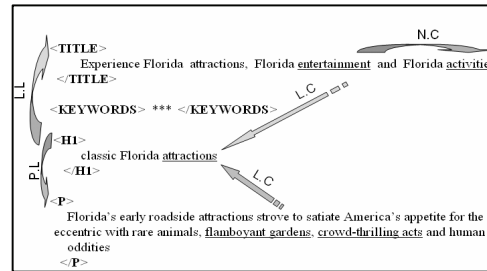 N.C
<TITLE>
Experience Florida attractions, Florida entertainment and Florida activities
</TITLE>
L.L
L.C
<KEYWORDS> *** </KEYWORDS>
<H1>
classic Florida attractions
</H1>
P.L
L.C
<P>
Florida's early roadside attractions strove to satiate America's appetite for the
eccentric with rare animals, flamboyant gardens, crowd-thrilling acts and human
oddities
</P>